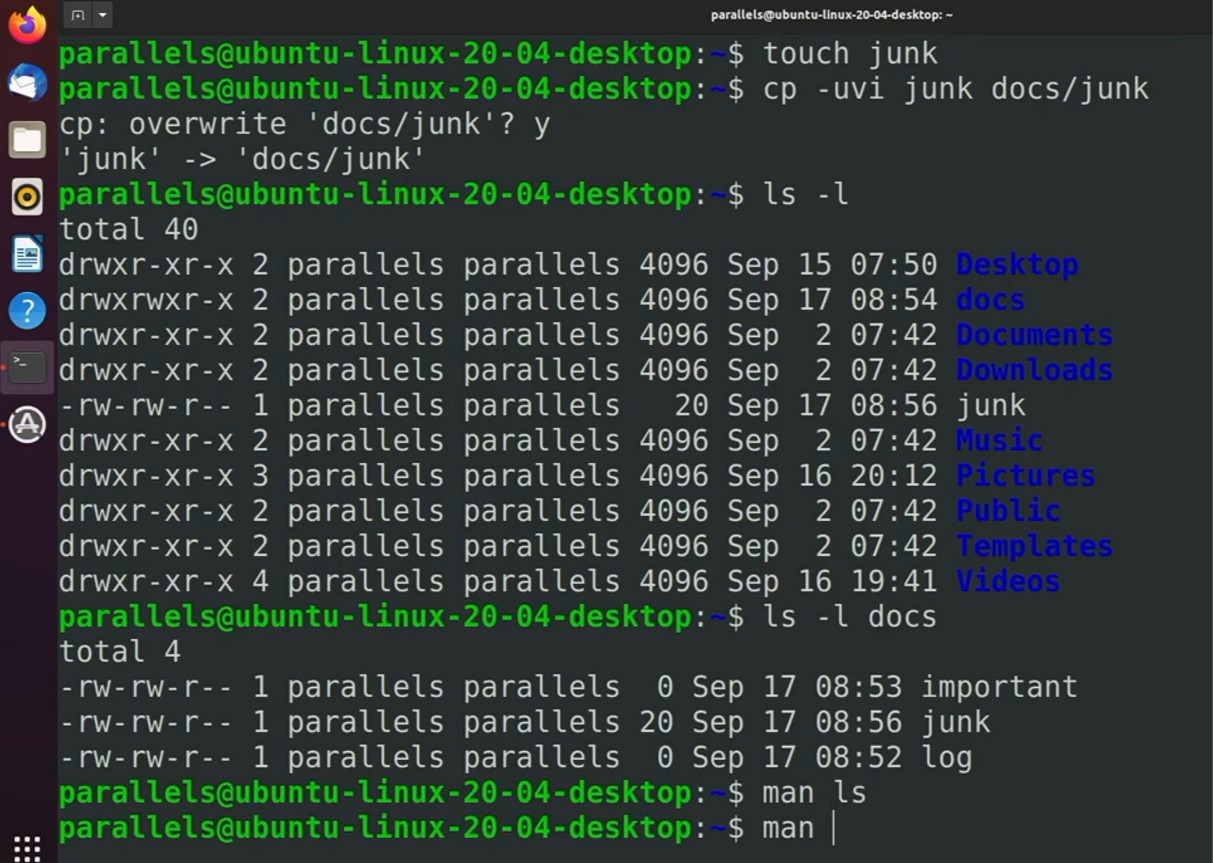 parallels@ubuntu-linux-20-04-desktop: ~
parallels@ubuntu-linux-20-04-desktop:~$ touch junk
parallels@ubuntu-linux-20-04-desktop:~$ cp -uvi junk docs/junk
cp: overwrite 'docs/junk'? y
'junk' -> 'docs/junk'
parallels@ubuntu-linux-20-04-desktop:~$ ls -l
total 40
drwxr-xr-x 2 parallels parallels 4096 Sep 15 07:50 Desktop
drwxrwxr-x 2 parallels parallels 4096 Sep 17 08:54 docs
drwxr-xr-x 2 parallels parallels 4096 Sep  2 07:42 Documents
drwxr-xr-x 2 parallels parallels 4096 Sep  2 07:42 Downloads
-rw-rw-r-- 1 parallels parallels   20 Sep 17 08:56 junk
drwxr-xr-x 2 parallels parallels 4096 Sep  2 07:42 Music
drwxr-xr-x 3 parallels parallels 4096 Sep 16 20:12 Pictures
drwxr-xr-x 2 parallels parallels 4096 Sep  2 07:42 Public
drwxr-xr-x 2 parallels parallels 4096 Sep  2 07:42 Templates
drwxr-xr-x 4 parallels parallels 4096 Sep 16 19:41 Videos
parallels@ubuntu-linux-20-04-desktop:~$ ls -l docs
total 4
-rw-rw-r-- 1 parallels parallels  0 Sep 17 08:53 important
-rw-rw-r-- 1 parallels parallels 20 Sep 17 08:56 junk
-rw-rw-r-- 1 parallels parallels  0 Sep 17 08:52 log
parallels@ubuntu-linux-20-04-desktop:~$ man ls
parallels@ubuntu-linux-20-04-desktop:~$ man